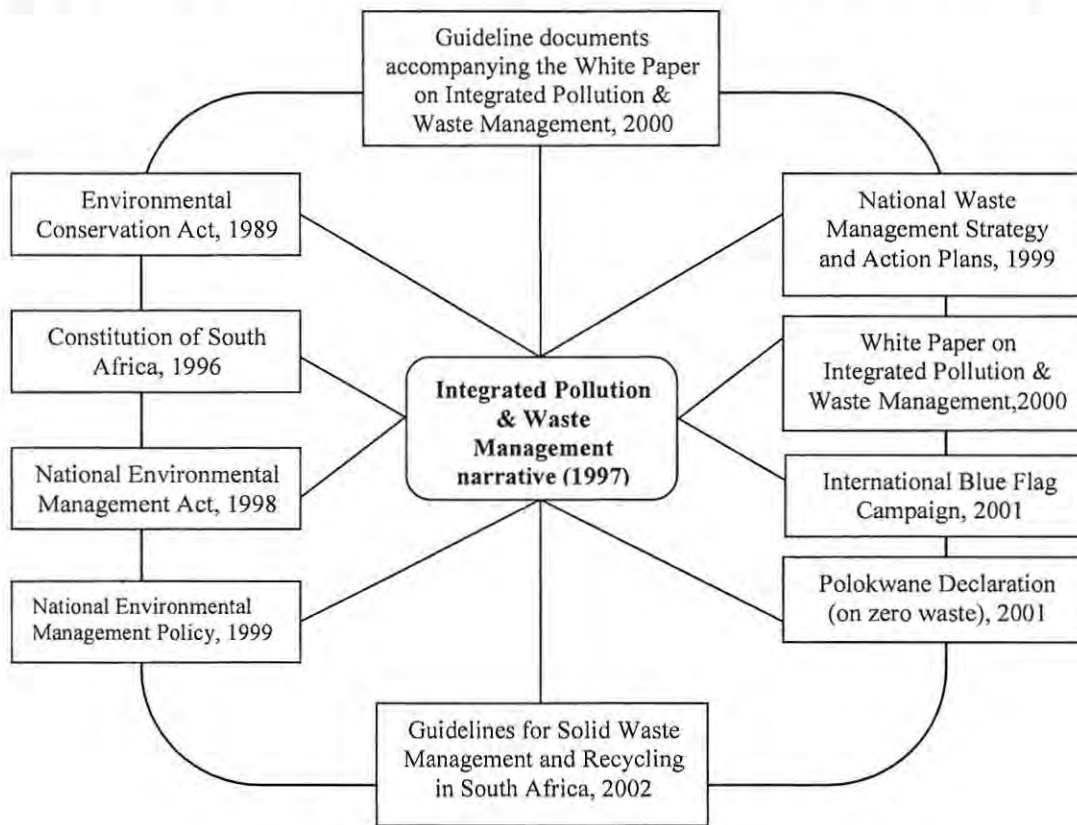 Guideline documents
accompanying the White Paper
on Integrated Pollution &
Waste Management, 2000
Environmental
Conservation Act, 1989
National Waste
Management Strategy
and Action Plans, 1999
Constitution of South
Africa, 1996
White Paper on
Integrated Pollution &
Waste Management,2000
Integrated Pollution
& Waste
Management
narrative (1997)
National Environmental
Management Act, 1998
International Blue Flag
Campaign, 2001
National Environmental
Management Policy, 1999
Polokwane Declaration
(on zero waste), 2001
Guidelines for Solid Waste
Management and Recycling
in South Africa, 2002